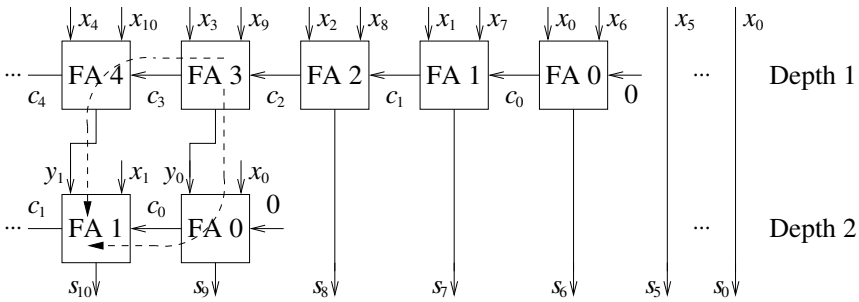 x4 x10 x3 x9 x2 x8 x1 x7 x0 x6 x5 x0
... FA 4 FA 3 FA 2 FA 1 FA 0 ... Depth 1
c4 c3 c2 c1 c0 0
y1 x1 y0 x0
c1 c0 0
... FA 1 FA 0 ... Depth 2
s10 s9 s8 s7 s6 s5 s0